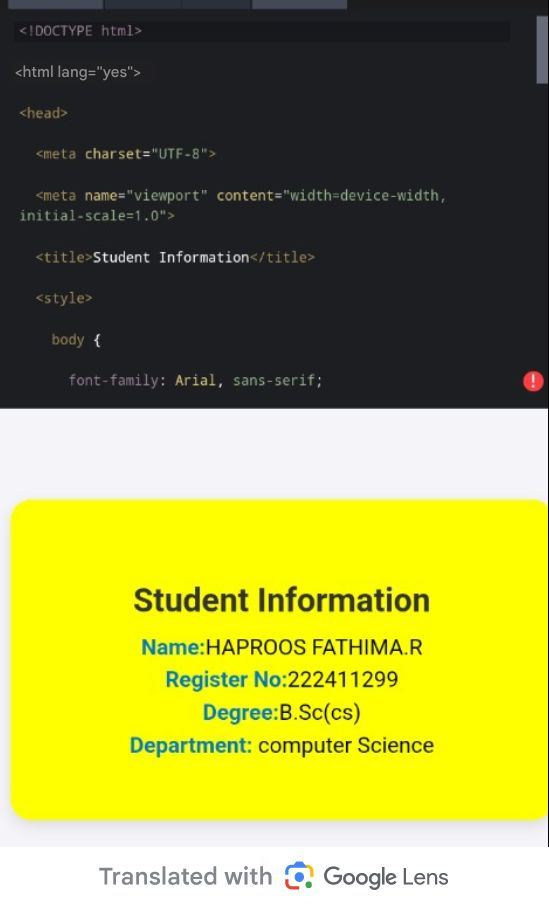 <!DOCTYPE html>
<html lang="yes">
<head>
<meta charset="UTF-8">
<meta name="viewport" content="width=device-width,
initial-scale=1.0">
<title>Student Information</title>
<style>
body {
font-family: Arial, sans-serif;
Student Information
Name:HAPROOS FATHIMA.R
Register No:222411299
Degree:B.Sc(cs)
Department: computer Science
Translated with Google Lens